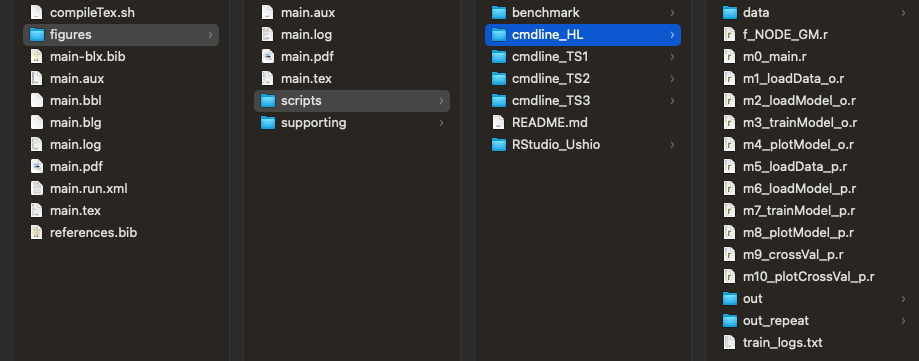 compileTex.sh
figures
main-blx.bib
main.aux
main.bbl
main.blg
main.log
main.pdf
main.run.xml
main.tex
references.bib
main.aux
main.log
main.pdf
main.tex
scripts
supporting
benchmark
cmdline_HL
cmdline_TS1
cmdline_TS2
cmdline_TS3
README.md
RStudio_Ushio
data
f_NODE_GM.r
m0_main.r
m1_loadData_o.r
m2_loadModel_o.r
m3_trainModel_o.r
m4_plotModel_o.r
m5_loadData_p.r
m6_loadModel_p.r
m7_trainModel_p.r
m8_plotModel_p.r
m9_crossVal_p.r
m10_plotCrossVal_p.r
out
out_repeat
train_logs.txt